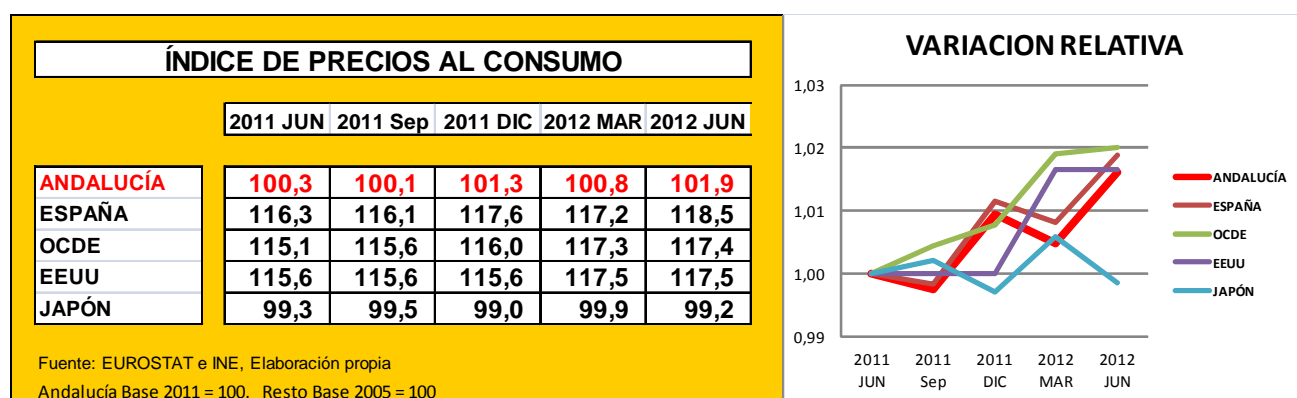 ÍNDICE DE PRECIOS AL CONSUMO
2011 JUN 2011 Sep 2011 DIC 2012 MAR 2012 JUN
ANDALUCÍA 100,3 100,1 101,3 100,8 101,9
ESPAÑA 116,3 116,1 117,6 117,2 118,5
OCDE 115,1 115,6 116,0 117,3 117,4
EEUU 115,6 115,6 115,6 117,5 117,5
JAPÓN 99,3 99,5 99,0 99,9 99,2
Fuente: EUROSTAT e INE, Elaboración propia
Andalucía Base 2011 = 100. Resto Base 2005 = 100
VARIACION RELATIVA
1,03
1,02
1,01
1,00
0,99
2011 2011 2011 2012 2012
JUN Sep DIC MAR JUN
ANDALUCÍA
ESPAÑA
OCDE
EEUU
JAPÓN